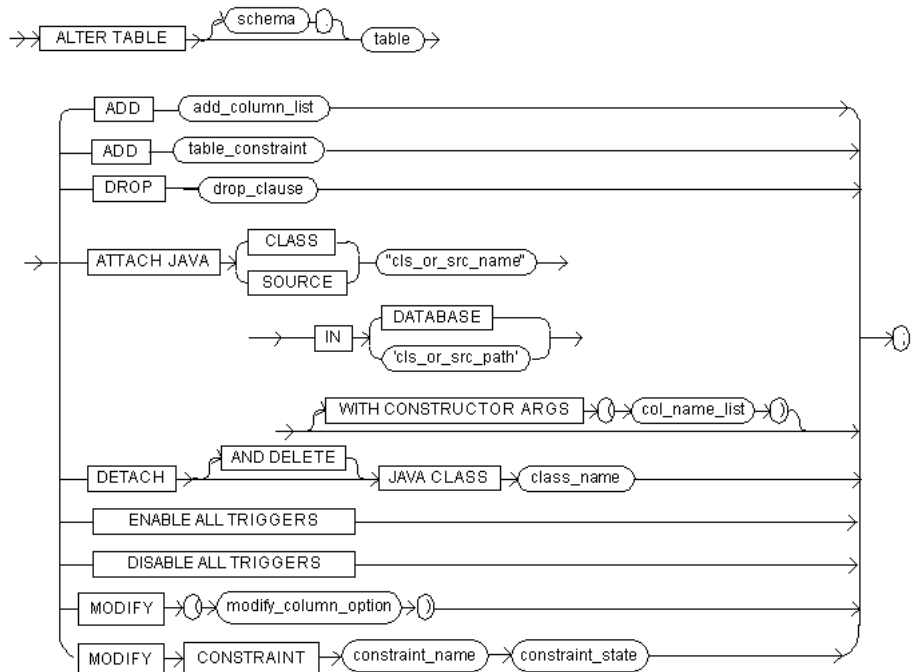 schema .
ALTER TABLE table
ADD add_column_list
ADD table_constraint
DROP drop_clause
CLASS
ATTACH JAVA "cls_or_src_name"
SOURCE
DATABASE
IN ;
'cls_or_src_path'
WITH CONSTRUCTOR ARGS ( col_name_list )
AND DELETE
DETACH JAVA CLASS class_name
ENABLE ALL TRIGGERS
DISABLE ALL TRIGGERS
MODIFY ( modify_column_option )
MODIFY CONSTRAINT constraint_name constraint_state